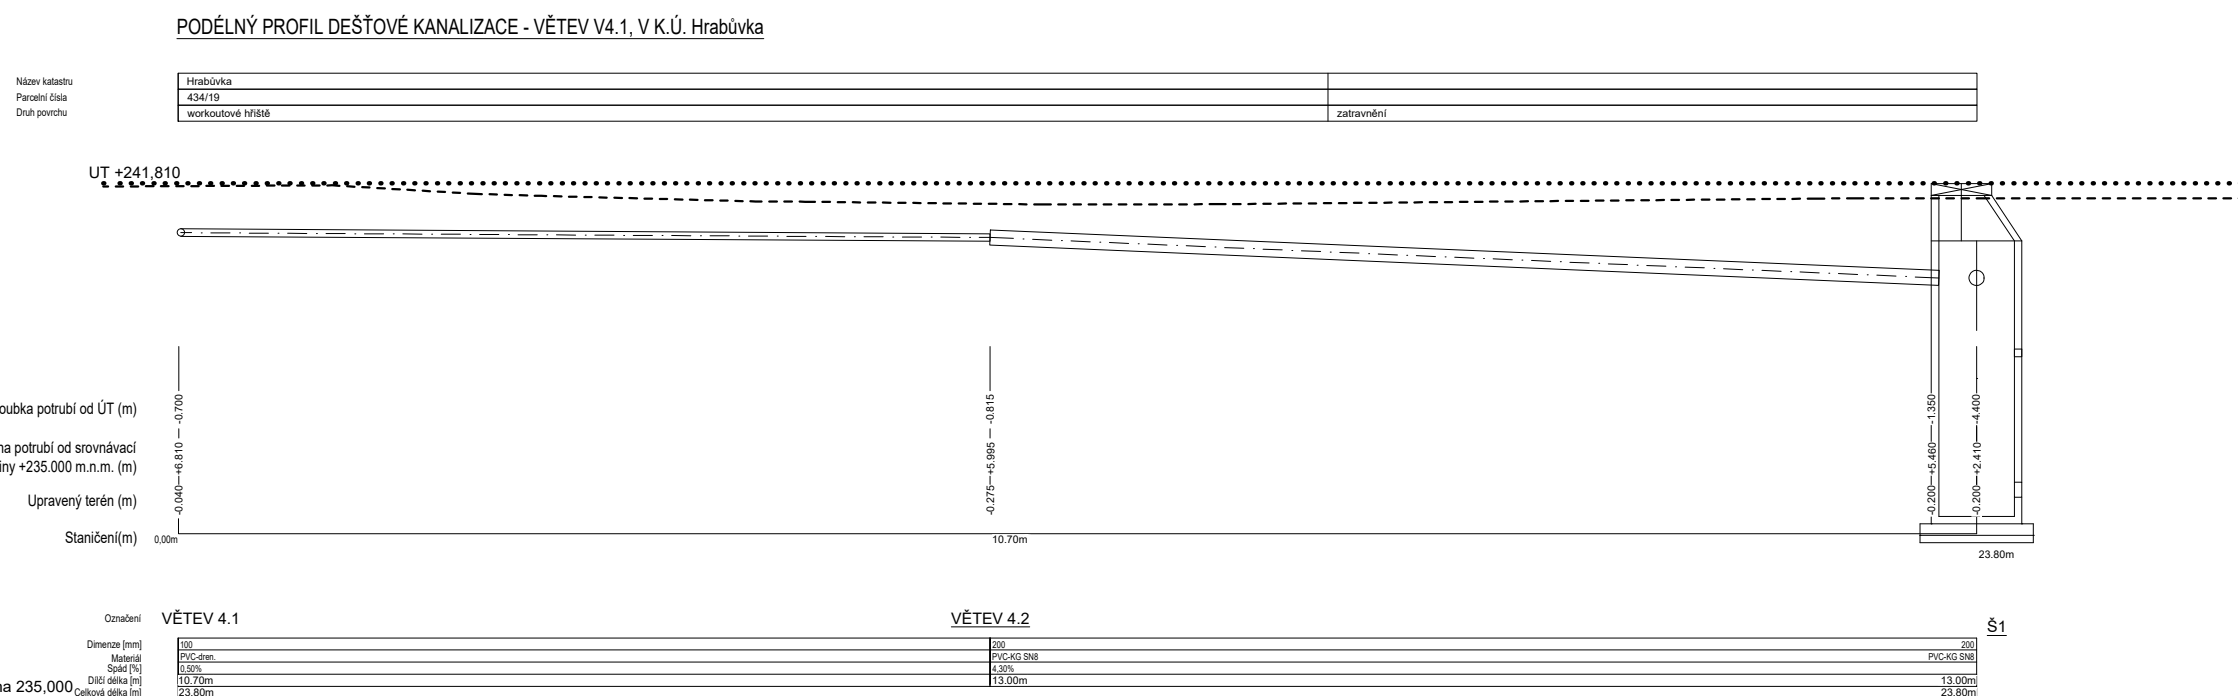 PODÉLNÝ PROFIL DEŠŤOVÉ KANALIZACE - VĚTEV V4.1, V K.Ú. Hrabůvka
Název katastru Hrabůvka
Parcelní čísla 434/19
Druh povrchu workoutové hřiště zatravnění
UT +241,810
oubka potrubí od ÚT (m) -0.700 -0.815 -1.350 -4.400
na potrubí od srovnávací
iny +235.000 m.n.m. (m) +6.810 +5.995 +5.460 +2.410
Upravený terén (m) -0.040 -0.275 -0.200 -0.200
Staničení(m) 0,00m 10.70m 23.80m
Označení VĚTEV 4.1 VĚTEV 4.2 Š1
Dimenze [mm] 100 200 200
Materiál PVC-dren. PVC-KG SN8 PVC-KG SN8
Spád [%] 0,50% 4,30%
Dílčí délka [m] 10.70m 13.00m 13.00m
na 235,000 Celková délka [m] 23.80m 23.80m